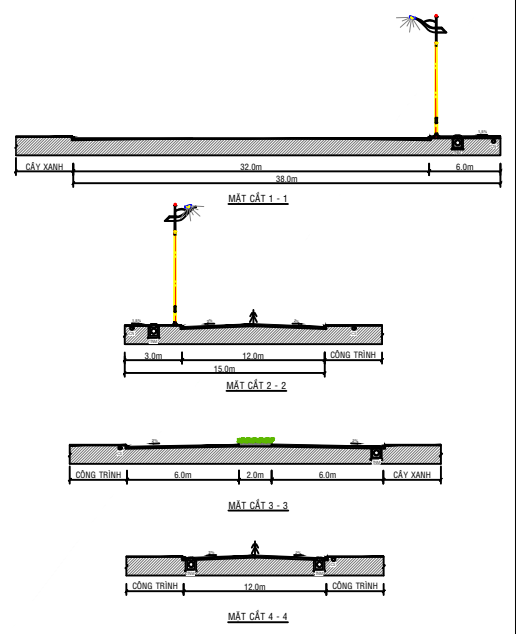 CÂY XANH 32.0m 6.0m
38.0m
MẶT CẮT 1 - 1
3.0m 12.0m CÔNG TRÌNH
15.0m
MẶT CẮT 2 - 2
CÔNG TRÌNH 6.0m 2.0m 6.0m CÂY XANH
MẶT CẮT 3 - 3
CÔNG TRÌNH 12.0m CÔNG TRÌNH
MẶT CẮT 4 - 4